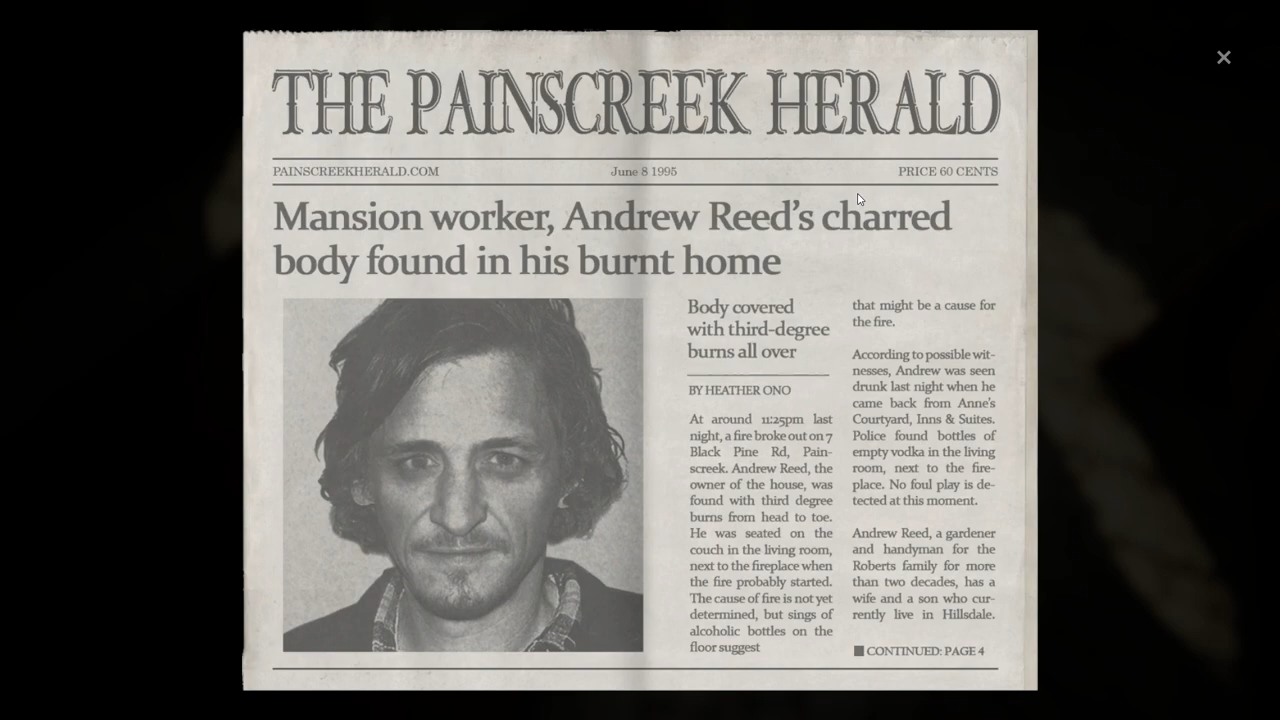 THE PAINSCREEK HERALD
PAINSCREEKHERALD.COM June 8 1995 PRICE 60 CENTS
Mansion worker, Andrew Reed's charred
body found in his burnt home
Body covered
with third-degree
burns all over
BY HEATHER ONO
At around 11:25pm last
night, a fire broke out on 7
Black Pine Rd, Pain-
screek. Andrew Reed, the
owner of the house, was
found with third degree
burns from head to toe.
He was seated on the
couch in the living room,
next to the fireplace when
the fire probably started.
The cause of fire is not yet
determined, but sings of
alcoholic bottles on the
floor suggest
that might be a cause for
the fire.
According to possible wit-
nesses, Andrew was seen
drunk last night when he
came back from Anne's
Courtyard, Inns & Suites.
Police found bottles of
empty vodka in the living
room, next to the fire-
place. No foul play is de-
tected at this moment.
Andrew Reed, a gardener
and handyman for the
Roberts family for more
than two decades, has a
wife and a son who cur-
rently live in Hillsdale.
CONTINUED: PAGE 4